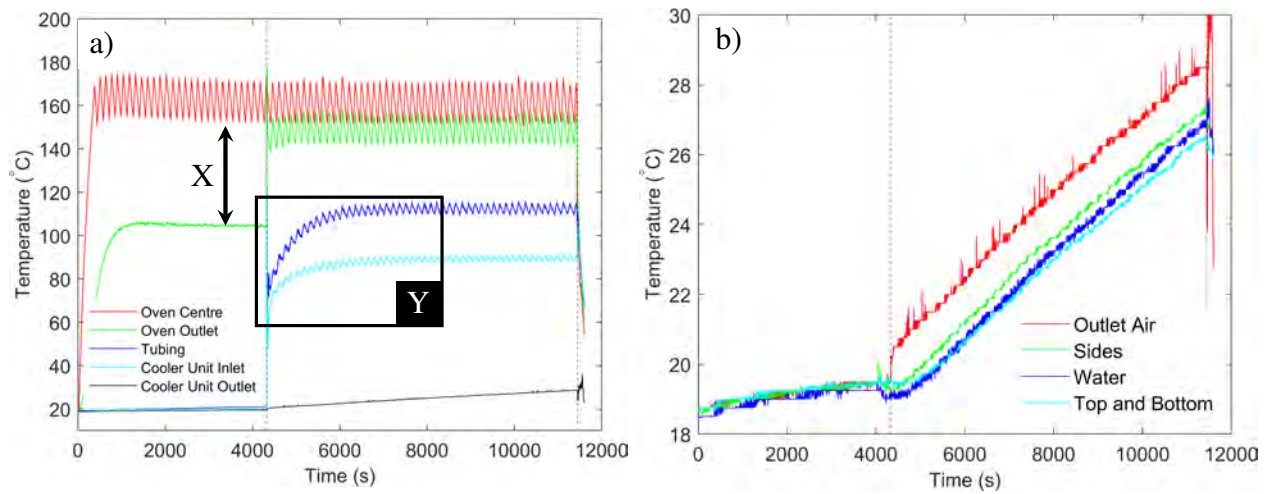 a)
200
180
160
140
120
100
80
60
40
20
Temperature (°C)
X
Y
Oven Centre
Oven Outlet
Tubing
Cooler Unit Inlet
Cooler Unit Outlet
0 2000 4000 6000 8000 10000 12000
Time (s)
b)
30
28
26
24
22
20
18
Temperature (°C)
Outlet Air
Sides
Water
Top and Bottom
0 2000 4000 6000 8000 10000 12000
Time (s)